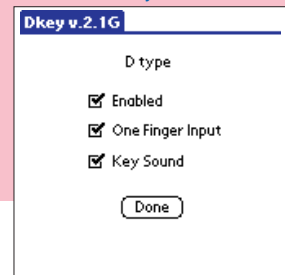 Dkey v.2.1G
D type
Enabled
One Finger Input
Key Sound
Done